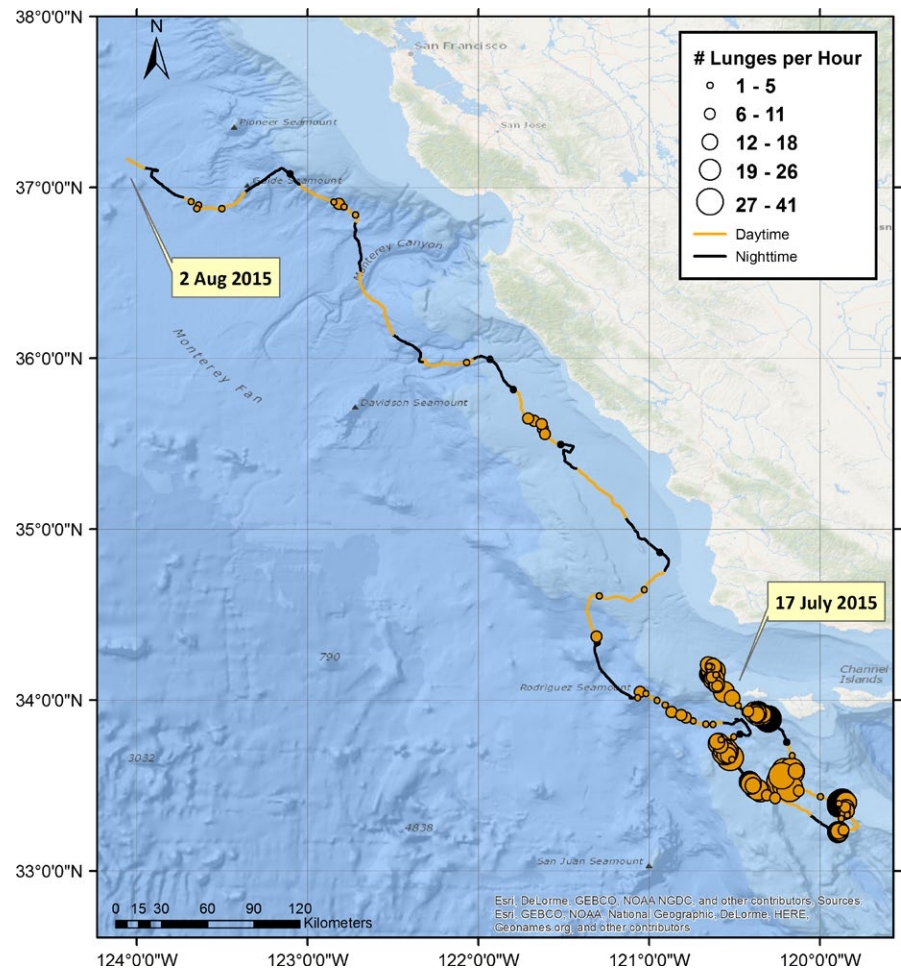 38°0'0"N
37°0'0"N
36°0'0"N
35°0'0"N
34°0'0"N
33°0'0"N
N
San Francisco
San Jose
Pioneer Seamount
Guide Seamount
2 Aug 2015
Monterey Canyon
Monterey Fan
Davidson Seamount
# Lunges per Hour
1 - 5
6 - 11
12 - 18
19 - 26
27 - 41
Daytime
Nighttime
17 July 2015
790
Rodriguez Seamount
Channel
Islands
3032
4838
San Juan Seamount
0 15 30 60 90 120
Kilometers
Esri, DeLorme, GEBCO, NOAA NGDC, and other contributors, Sources:
Esri, GEBCO, NOAA, National Geographic, DeLorme, HERE,
Geonames.org, and other contributors
124°0'0"W 123°0'0"W 122°0'0"W 121°0'0"W 120°0'0"W